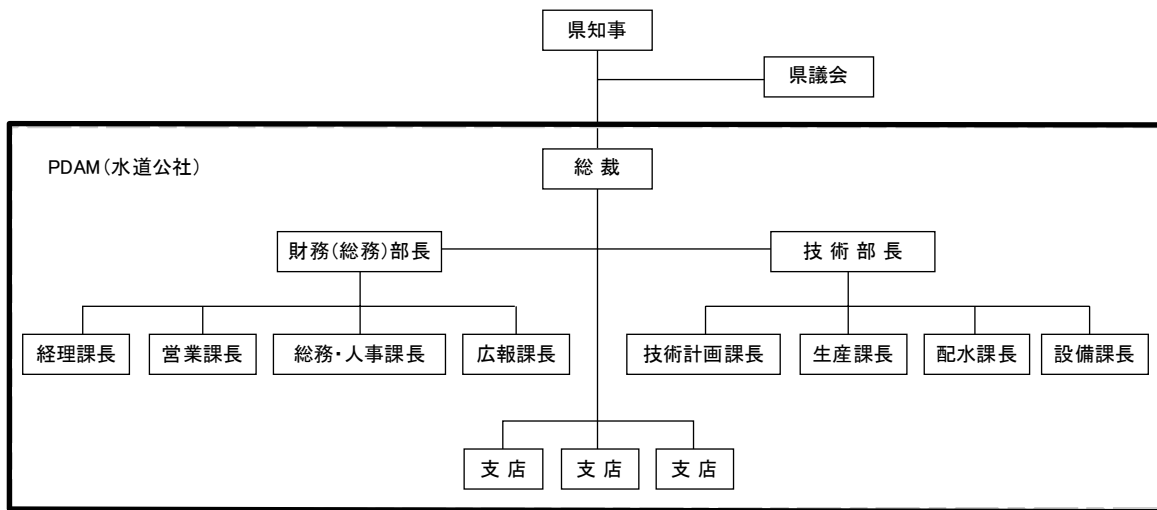 県知事
県議会
PDAM(水道公社)
総 裁
財務(総務)部長
技 術 部 長
経理課長
営業課長
総務・人事課長
広報課長
技術計画課長
生産課長
配水課長
設備課長
支 店
支 店
支 店